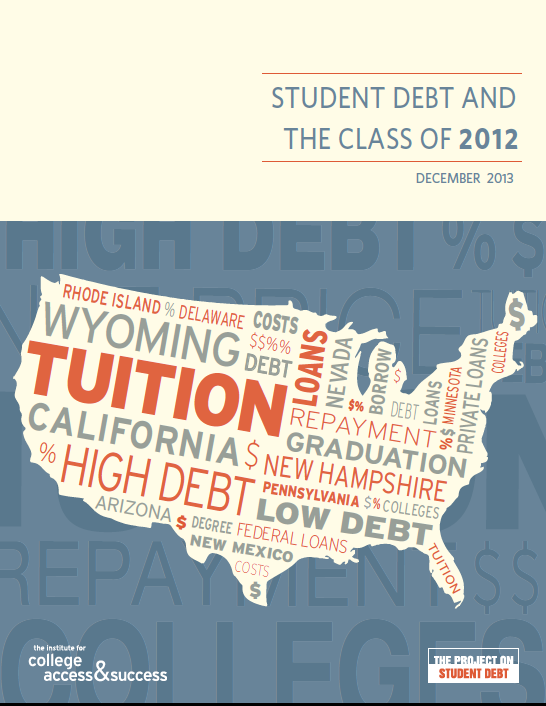 STUDENT DEBT AND
THE CLASS OF 2012
DECEMBER 2013
HIGH DEBT % $
PRICE
REPAYMENT $$
COLLEGES
RHODE ISLAND % DELAWARE
COSTS
WYOMING
$$%%
DEBT
LOANS
NEVADA
$%
BORROW
$
DEBT
LOANS
%$ MINNESOTA
PRIVATE LOANS
COLLEGES
$
TUITION
REPAYMENT
CALIFORNIA
$
GRADUATION
% HIGH DEBT
NEW HAMPSHIRE
PENNSYLVANIA $% COLLEGES
ARIZONA
$ DEGREE FEDERAL LOANS
LOW DEBT
NEW MEXICO
COSTS
$
TUITION
the institute for
college
access & success
THE PROJECT ON
STUDENT DEBT